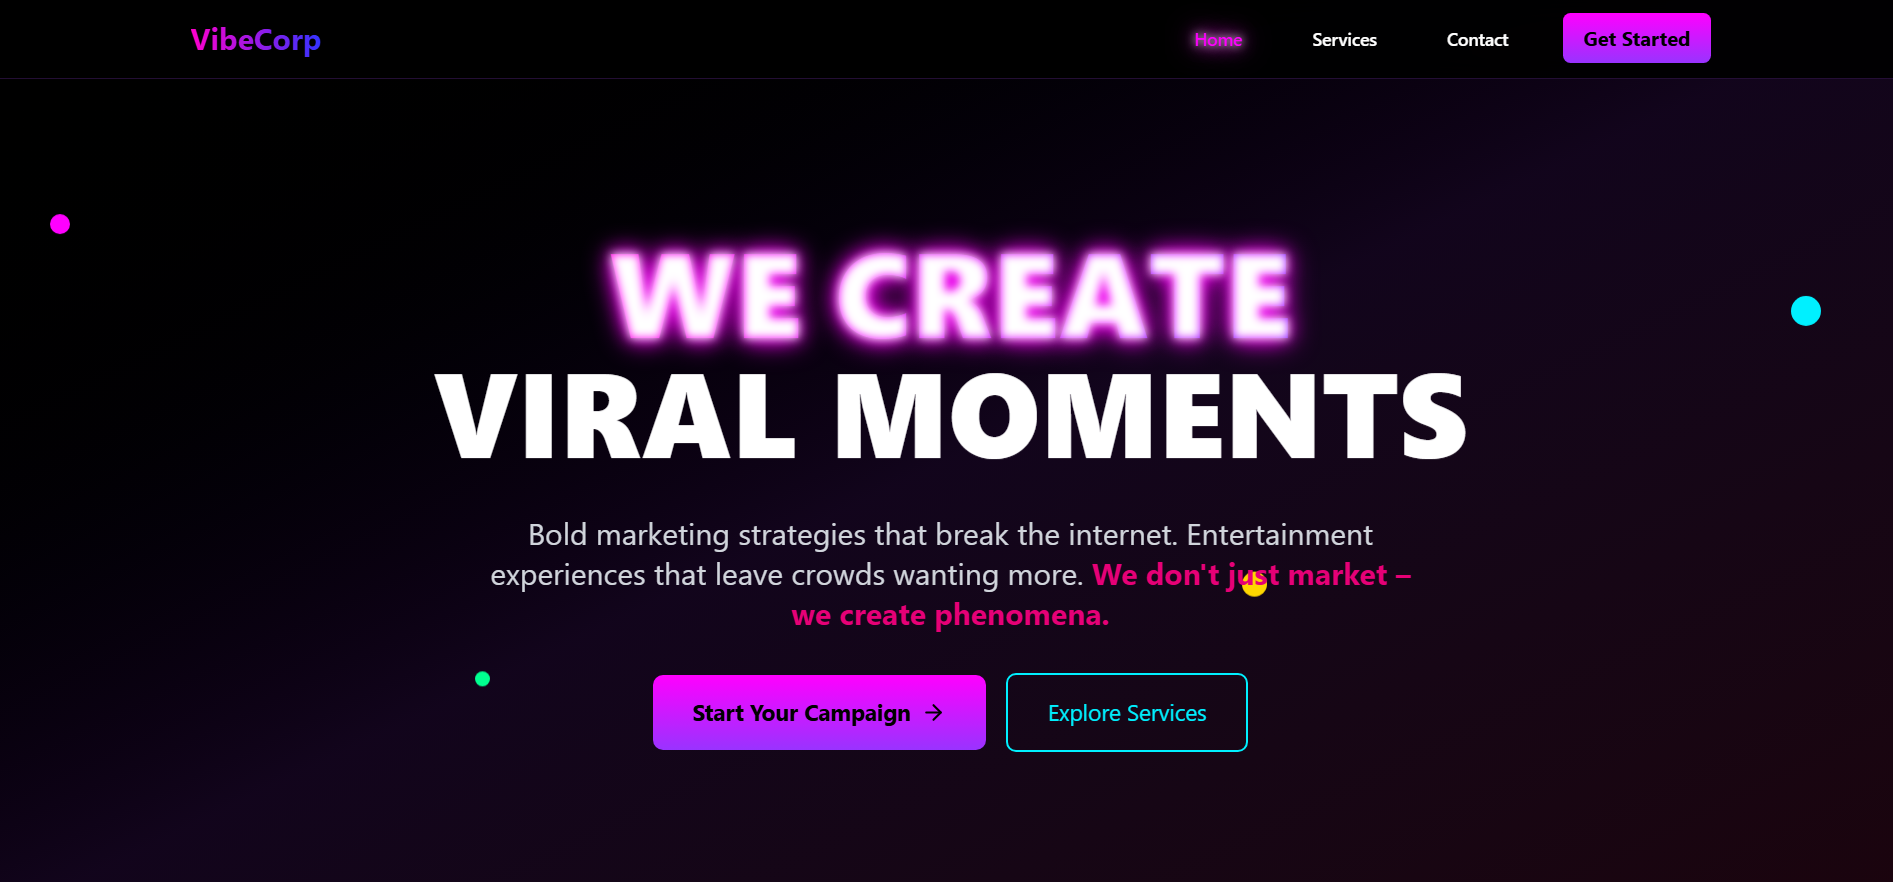 VibeCorp
Home
Services
Contact
Get Started
WE CREATE
VIRAL MOMENTS
Bold marketing strategies that break the internet. Entertainment
experiences that leave crowds wanting more. We don't just market –
we create phenomena.
Start Your Campaign →
Explore Services